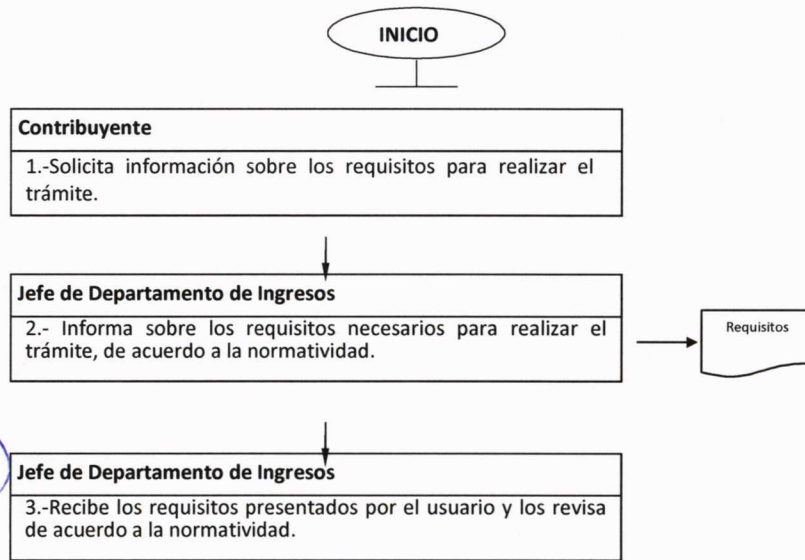 INICIO
Contribuyente
1.-Solicita información sobre los requisitos para realizar el
trámite.
Jefe de Departamento de Ingresos
2.- Informa sobre los requisitos necesarios para realizar el
trámite, de acuerdo a la normatividad.
Requisitos
Jefe de Departamento de Ingresos
3.-Recibe los requisitos presentados por el usuario y los revisa
de acuerdo a la normatividad.